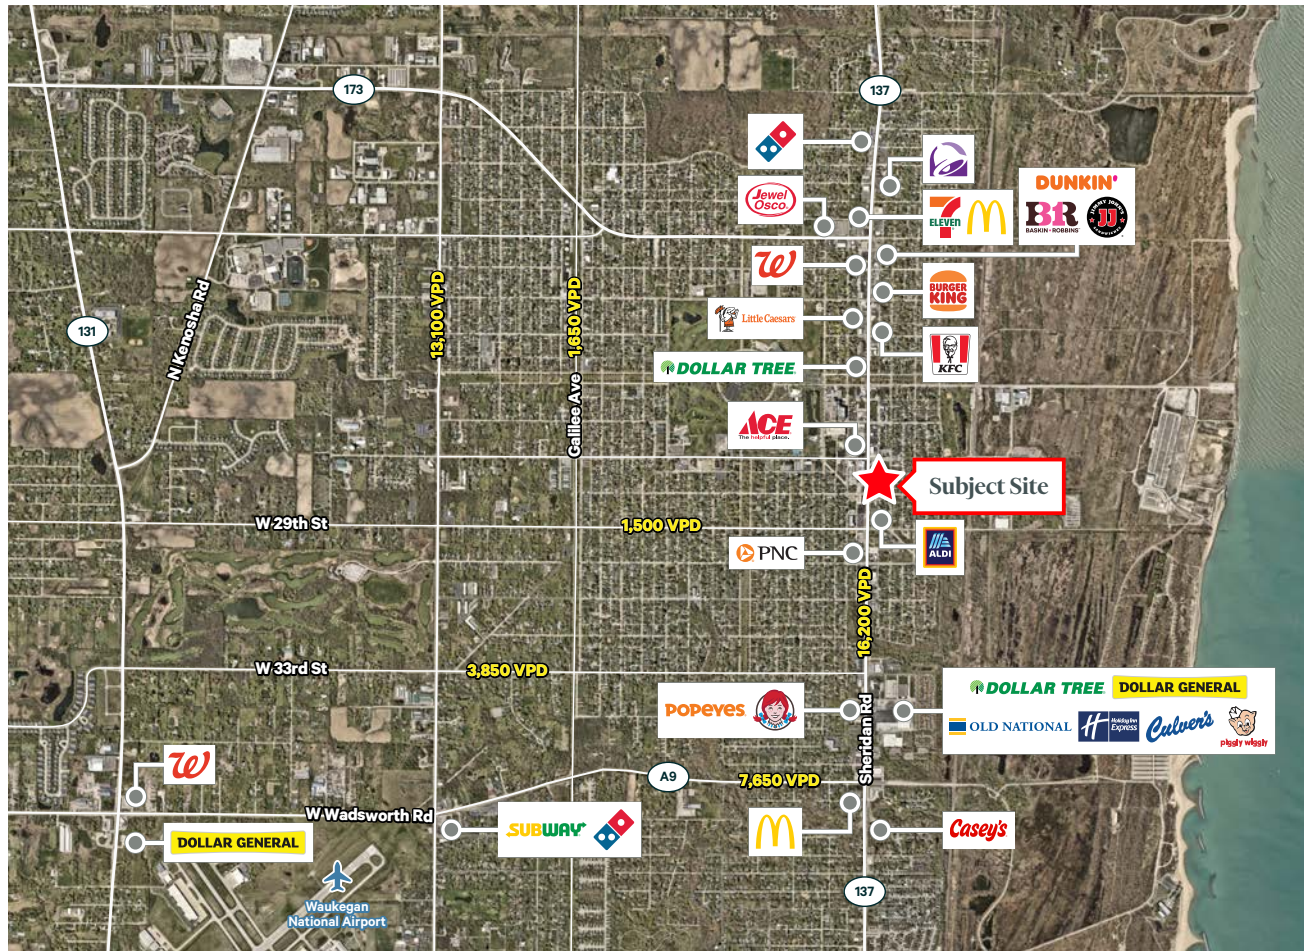 173
137
DUNKIN'
Jewel
Osco
7
ELEVEN
BR
BASKIN-ROBBINS
JIMMY JOHN'S
JJ
SANDWICHES
W
13,100 VPD
1,650 VPD
N Kenosha Rd
BURGER
KING
131
Little Caesars
DOLLAR TREE
KFC
Galilee Ave
ACE
The helpful place.
Subject Site
W 29th St
1,500 VPD
PNC
ALDI
16,200 VPD
W 33rd St
3,850 VPD
DOLLAR TREE
DOLLAR GENERAL
POPEYES
OLD NATIONAL
H
Holiday Inn
Express
Culver's
piggly wiggly
Sheridan Rd
W
A9
7,650 VPD
W Wadsworth Rd
SUBWAY
Casey's
DOLLAR GENERAL
Waukegan
National Airport
137